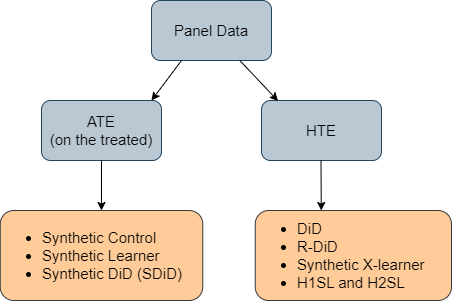 Panel Data
ATE
(on the treated)
HTE
• Synthetic Control
• Synthetic Learner
• Synthetic DiD (SDiD)
• DiD
• R-DiD
• Synthetic X-learner
• H1SL and H2SL